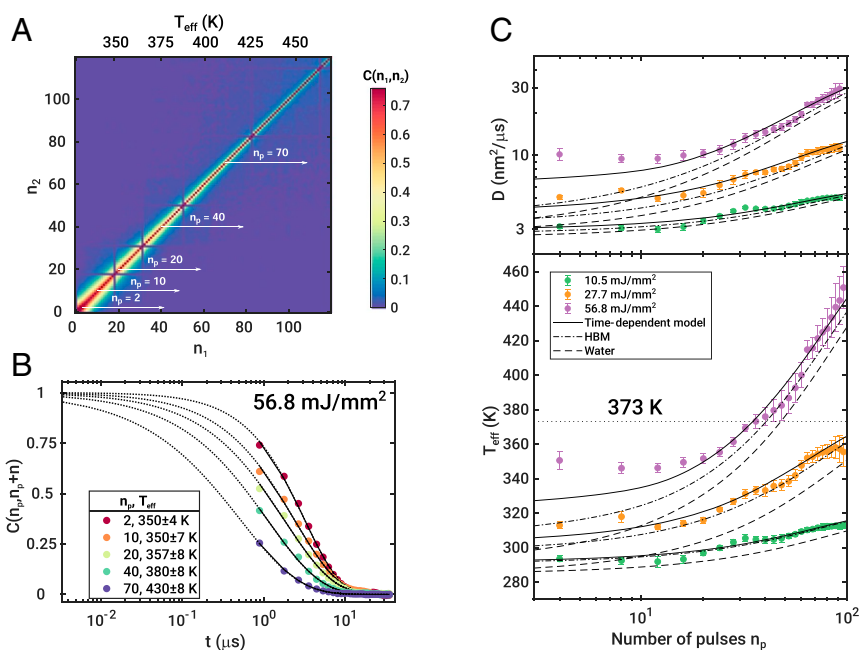 A
T_eff (K)
350 375 400 425 450
C(n₁,n₂)
n₂
120
100
80
60
40
20
0
n_p = 70
n_p = 40
n_p = 20
n_p = 10
n_p = 2
0 20 40 60 80 100
n₁
0.7
0.6
0.5
0.4
0.3
0.2
0.1
0
B
56.8 mJ/mm²
C(n_p,n_p+n)
1
0.75
0.5
0.25
0
n_p, T_eff
2, 350±4 K
10, 350±7 K
20, 357±8 K
40, 380±8 K
70, 430±8 K
10⁻² 10⁻¹ 10⁰ 10¹
t (μs)
C
D (nm²/μs)
30
10
3
T_eff (K)
460
440
420
400
380
360
340
320
300
280
10.5 mJ/mm²
27.7 mJ/mm²
56.8 mJ/mm²
Time-dependent model
HBM
Water
373 K
10¹ 10²
Number of pulses n_p